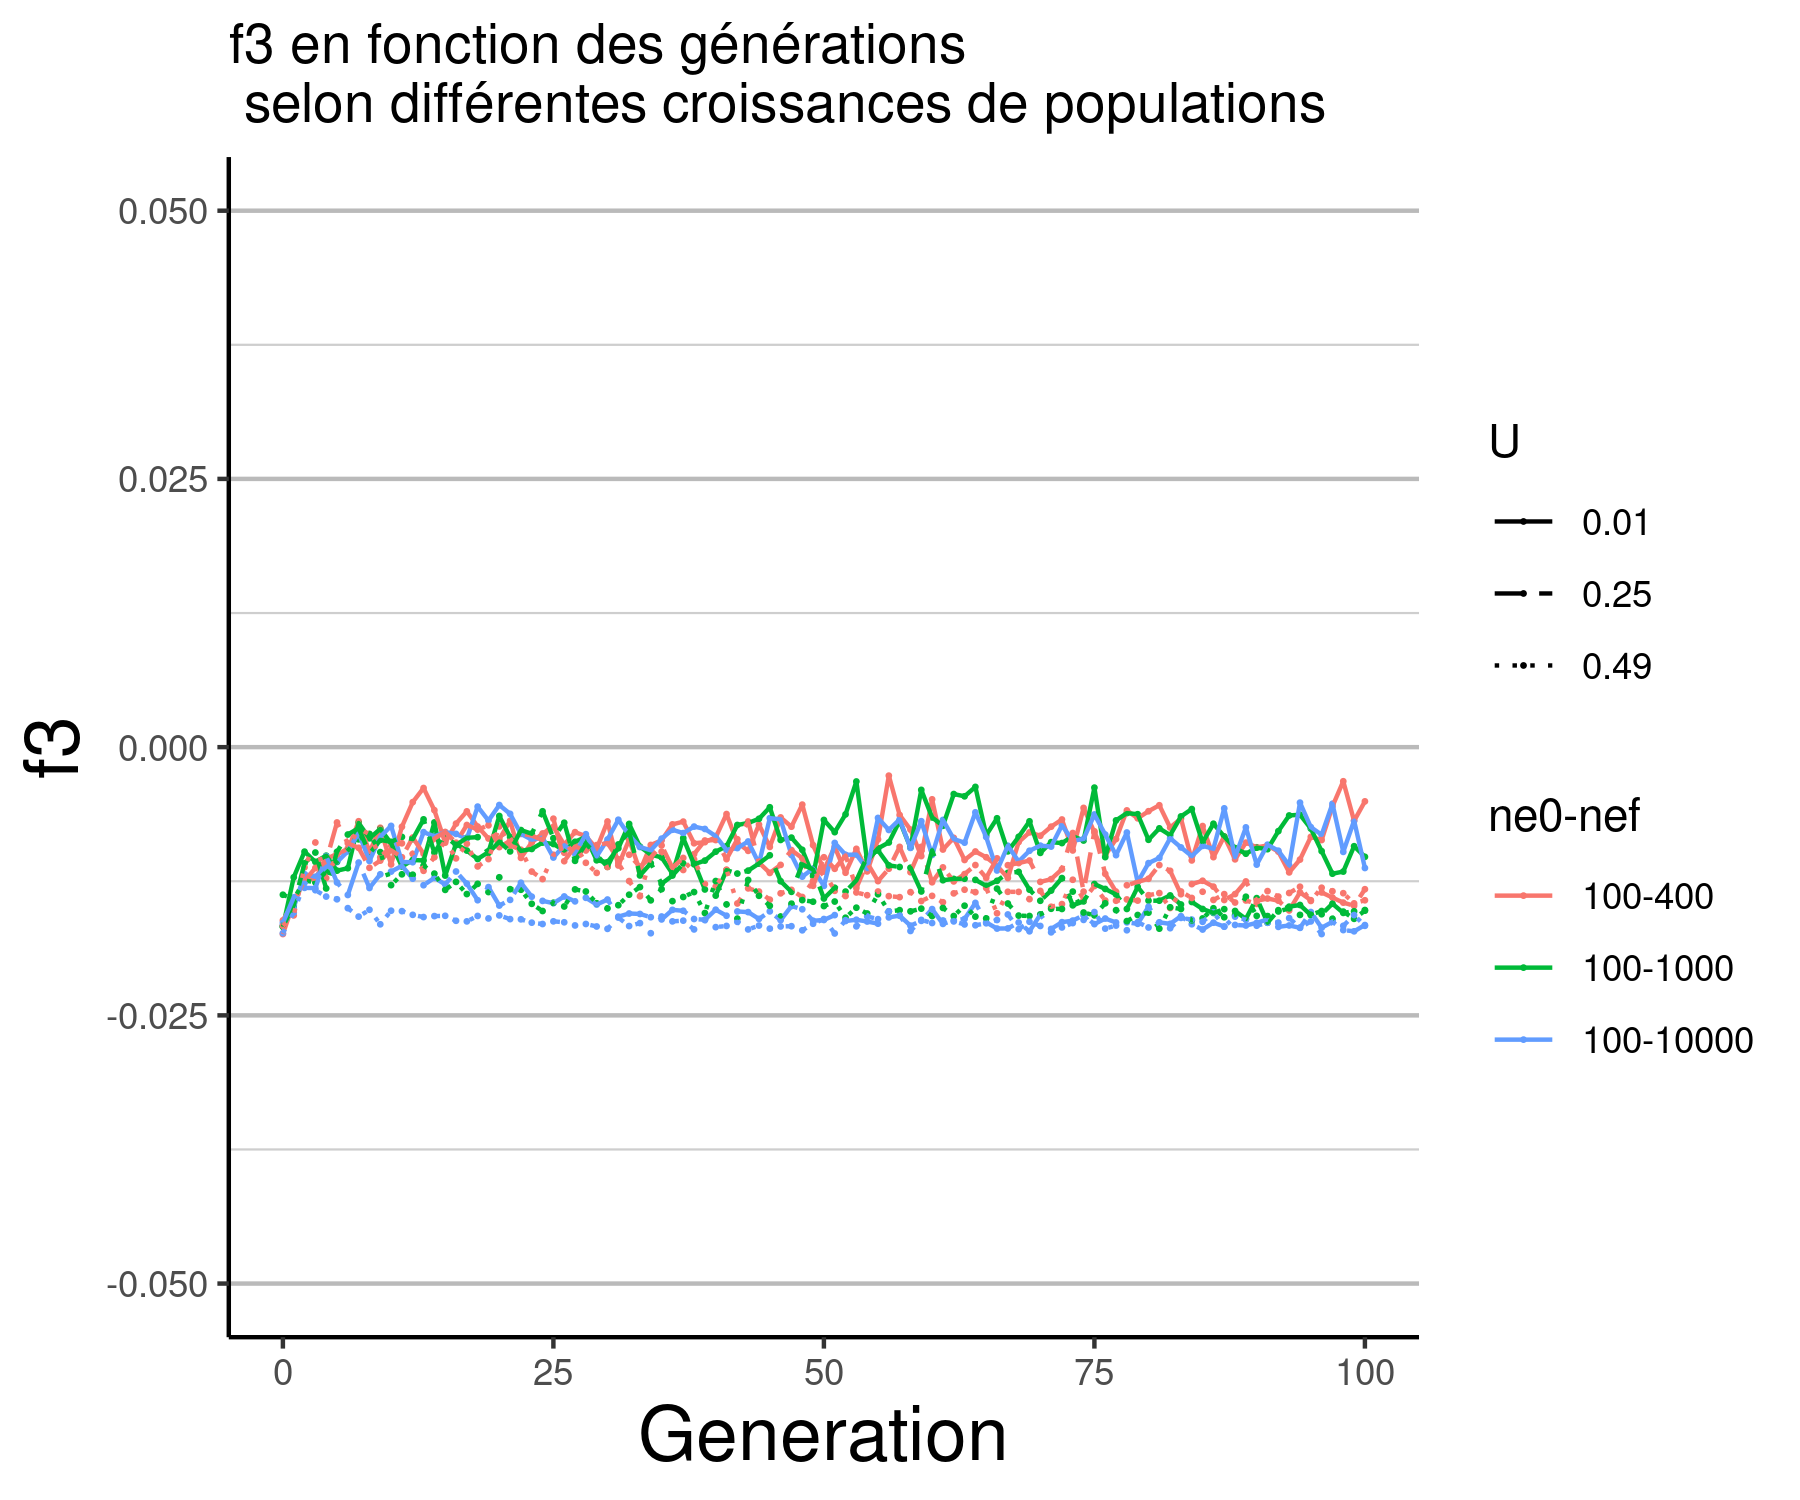 f3 en fonction des générations
selon différentes croissances de populations
0.050
0.025
0.000
-0.025
-0.050
f3
0
25
50
75
100
Generation
U
0.01
0.25
0.49
ne0-nef
100-400
100-1000
100-10000